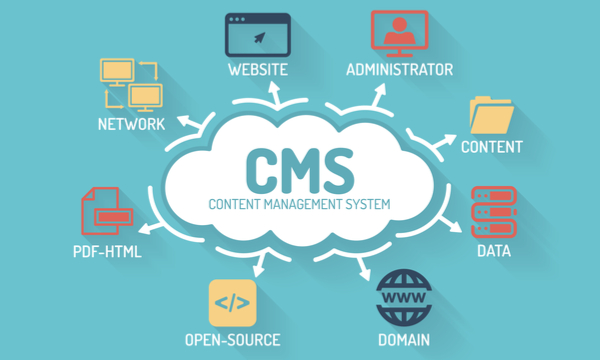 WEBSITE
ADMINISTRATOR
NETWORK
CONTENT
CMS
CONTENT MANAGEMENT SYSTEM
PDF-HTML
DATA
</>
WWW
OPEN-SOURCE
DOMAIN